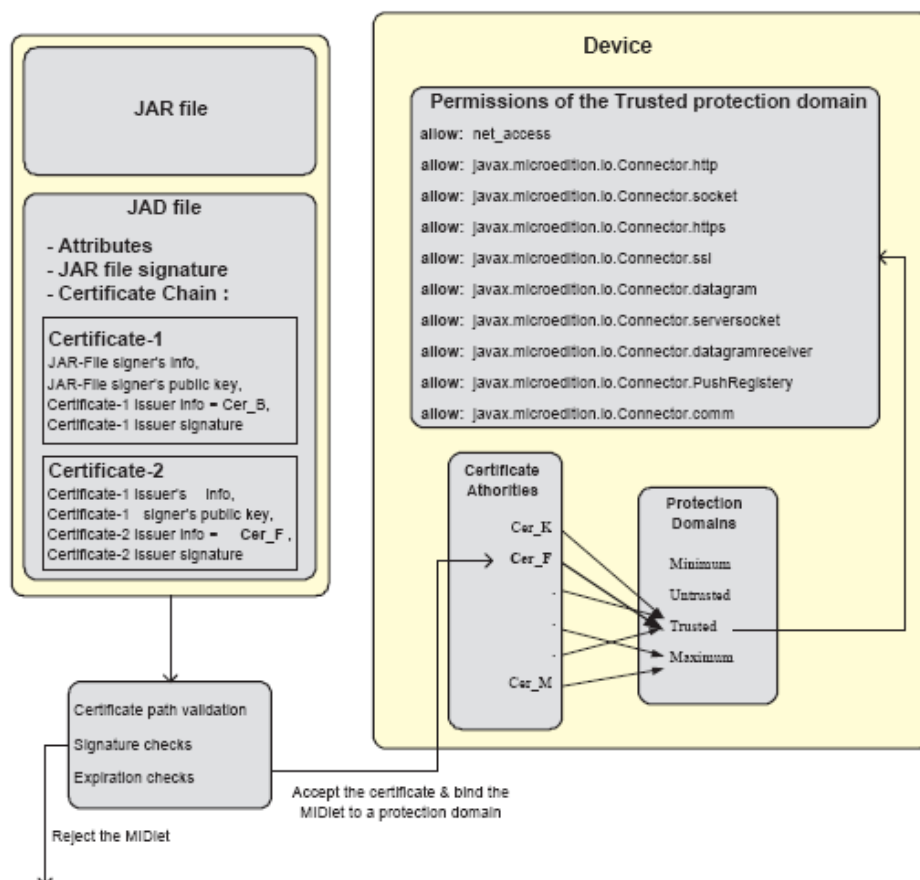 JAR file
JAD file
- Attributes
- JAR file signature
- Certificate Chain :
Certificate-1
JAR-File signer's info,
JAR-File signer's public key,
Certificate-1 issuer info = Cer_B,
Certificate-1 issuer signature
Certificate-2
Certificate-1 issuer's info,
Certificate-1 signer's public key,
Certificate-2 issuer info = Cer_F,
Certificate-2 issuer signature
Certificate path validation
Signature checks
Expiration checks
Reject the MIDlet
Accept the certificate & bind the
MIDlet to a protection domain
Device
Permissions of the Trusted protection domain
allow: net_access
allow: javax.microedition.io.Connector.http
allow: javax.microedition.io.Connector.socket
allow: javax.microedition.io.Connector.https
allow: javax.microedition.io.Connector.ssl
allow: javax.microedition.io.Connector.datagram
allow: javax.microedition.io.Connector.serversocket
allow: javax.microedition.io.Connector.datagramreceiver
allow: javax.microedition.io.Connector.PushRegistery
allow: javax.microedition.io.Connector.comm
Certificate
Athorities
Cer_K
Cer_F
-
-
-
Cer_M
Protection
Domains
Minimum
Untrusted
Trusted
Maximum